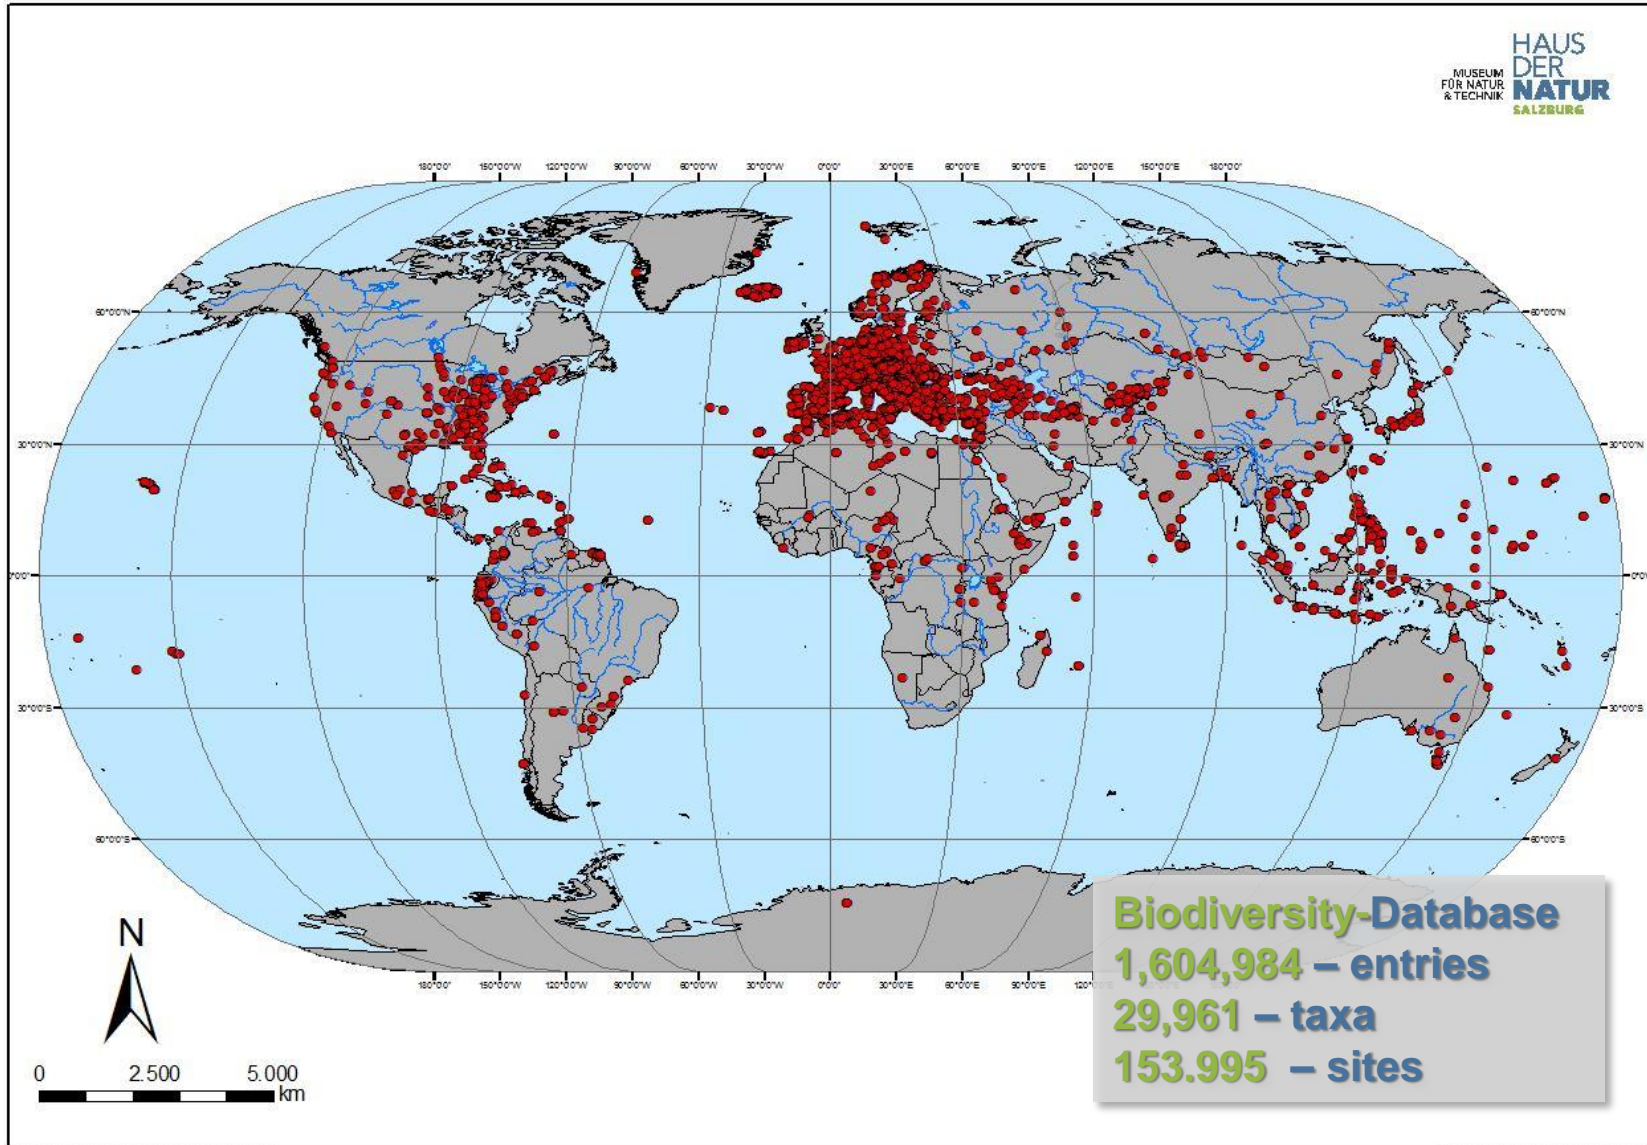 HAUS
DER
MUSEUM
FÜR NATUR
& TECHNIK
NATUR
SALZBURG
180°0'0" 150°0'0"W 120°0'0"W 90°0'0"W 60°0'0"W 30°0'0"W 0°0'0" 30°0'0"E 60°0'0"E 90°0'0"E 120°0'0"E 150°0'0"E 180°0'0"
60°0'0"N 60°0'0"N
30°0'0"N 30°0'0"N
0°0'0" 0°0'0"
30°0'0"S 30°0'0"S
60°0'0"S 60°0'0"S
180°0'0" 150°0'0"W 120°0'0"W 90°0'0"W 60°0'0"W 30°0'0"W 0°0'0" 30°0'0"E 60°0'0"E 90°0'0"E
N
0 2.500 5.000
km
Biodiversity-Database
1,604,984 – entries
29,961 – taxa
153.995 – sites